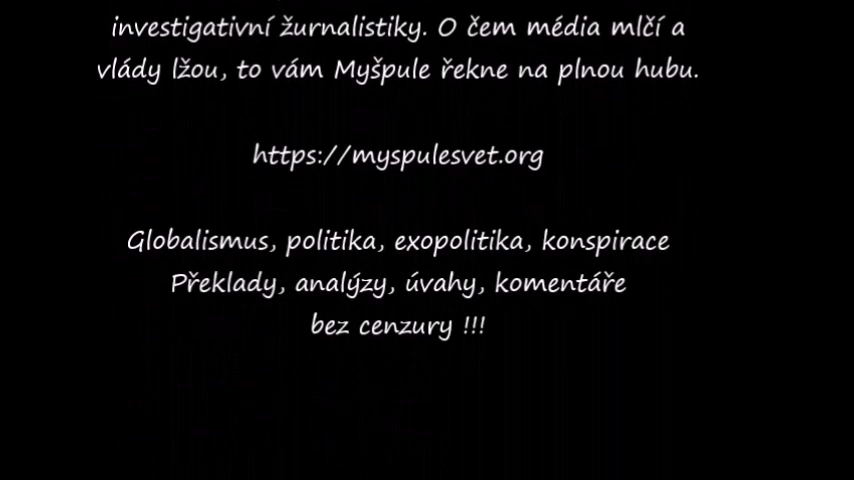 investigativní žurnalistiky. O čem média mlčí a
vlády lžou, to vám Myšpule řekne na plnou hubu.
https://myspulesvet.org
Globalismus, politika, exopolitika, konspirace
Překlady, analýzy, úvahy, komentáře
bez cenzury !!!